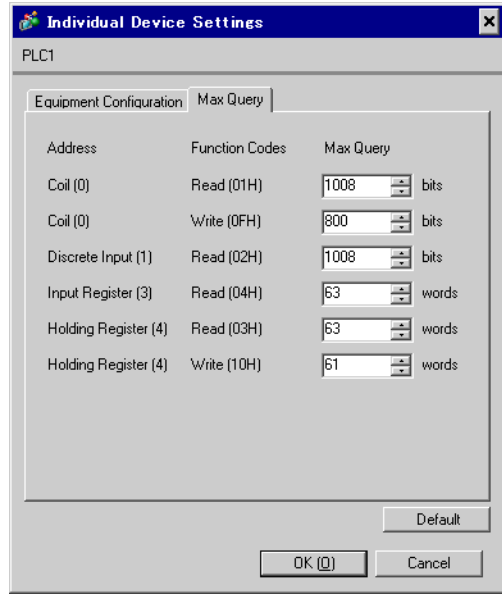 Individual Device Settings
PLC1
Equipment Configuration Max Query
Address Function Codes Max Query
Coil (0) Read (01H) 1008 bits
Coil (0) Write (0FH) 800 bits
Discrete Input (1) Read (02H) 1008 bits
Input Register (3) Read (04H) 63 words
Holding Register (4) Read (03H) 63 words
Holding Register (4) Write (10H) 61 words
Default
OK (O) Cancel